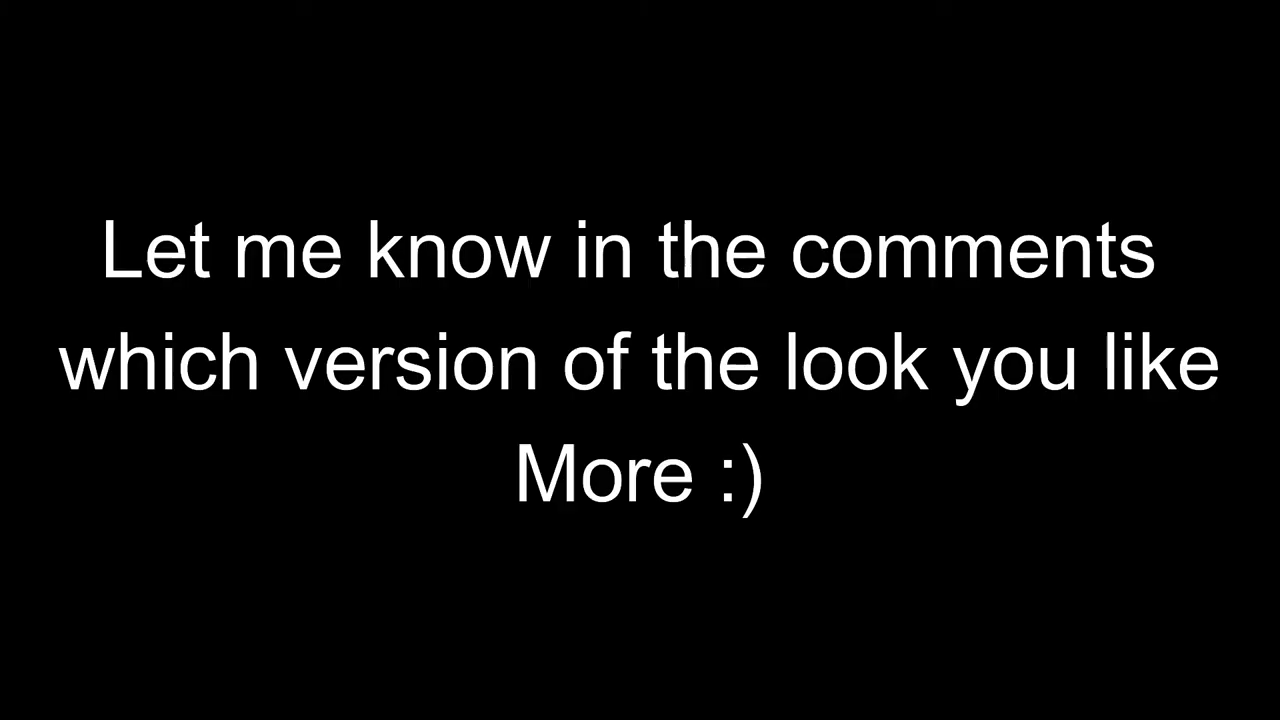 Let me know in the comments
which version of the look you like
More :)